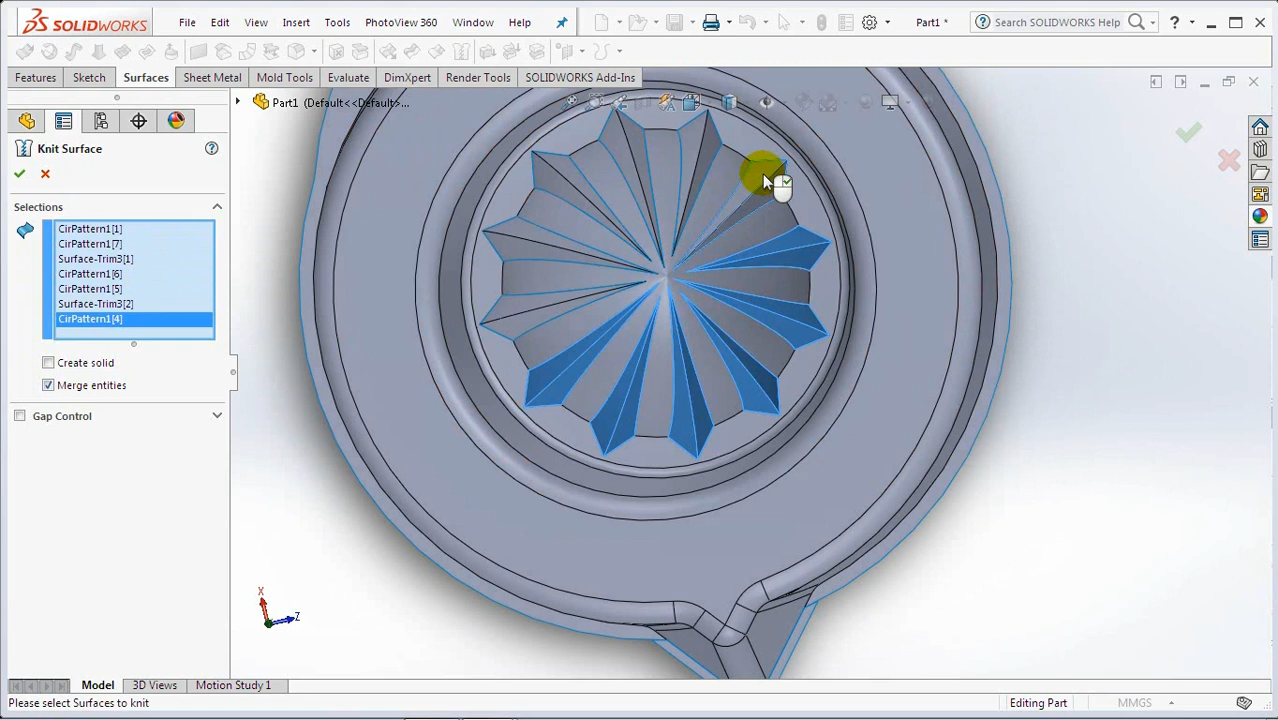 SOLIDWORKS File Edit View Insert Tools PhotoView 360 Window Help Part1 * Search SOLIDWORKS Help
Features Sketch Surfaces Sheet Metal Mold Tools Evaluate DimXpert Render Tools SOLIDWORKS Add-Ins
Part1 (Default<<Default>...
Knit Surface
Selections
CirPattern1[1]
CirPattern1[7]
Surface-Trim3[1]
CirPattern1[6]
CirPattern1[5]
Surface-Trim3[2]
CirPattern1[4]
Create solid
Merge entities
Gap Control
X
Z
Model 3D Views Motion Study 1
Please select Surfaces to knit Editing Part MMGS